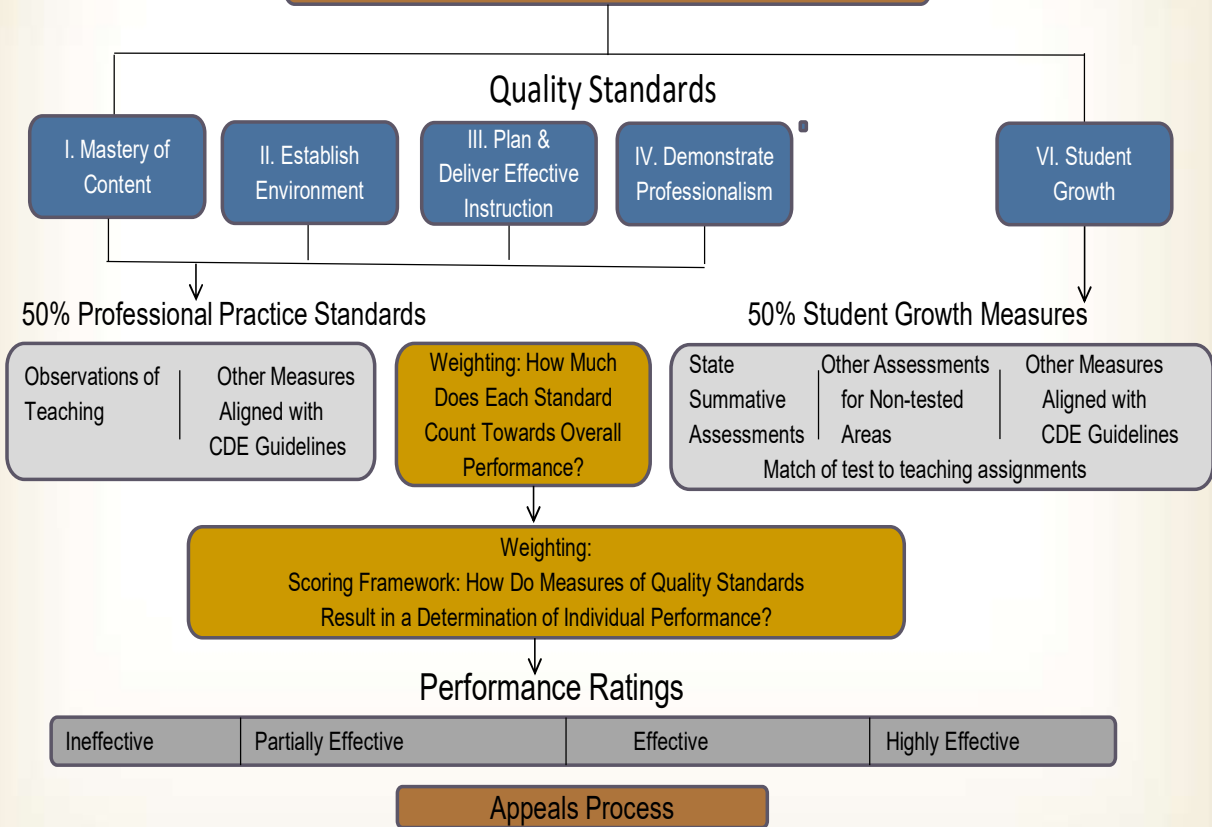 Quality Standards
I. Mastery of
Content
II. Establish
Environment
III. Plan &
Deliver Effective
Instruction
IV. Demonstrate
Professionalism
VI. Student
Growth
50% Professional Practice Standards
50% Student Growth Measures
Observations of
Teaching
Other Measures
Aligned with
CDE Guidelines
Weighting: How Much
Does Each Standard
Count Towards Overall
Performance?
State
Summative
Assessments
Other Assessments
for Non-tested
Areas
Other Measures
Aligned with
CDE Guidelines
Match of test to teaching assignments
Weighting:
Scoring Framework: How Do Measures of Quality Standards
Result in a Determination of Individual Performance?
Performance Ratings
Ineffective
Partially Effective
Effective
Highly Effective
Appeals Process